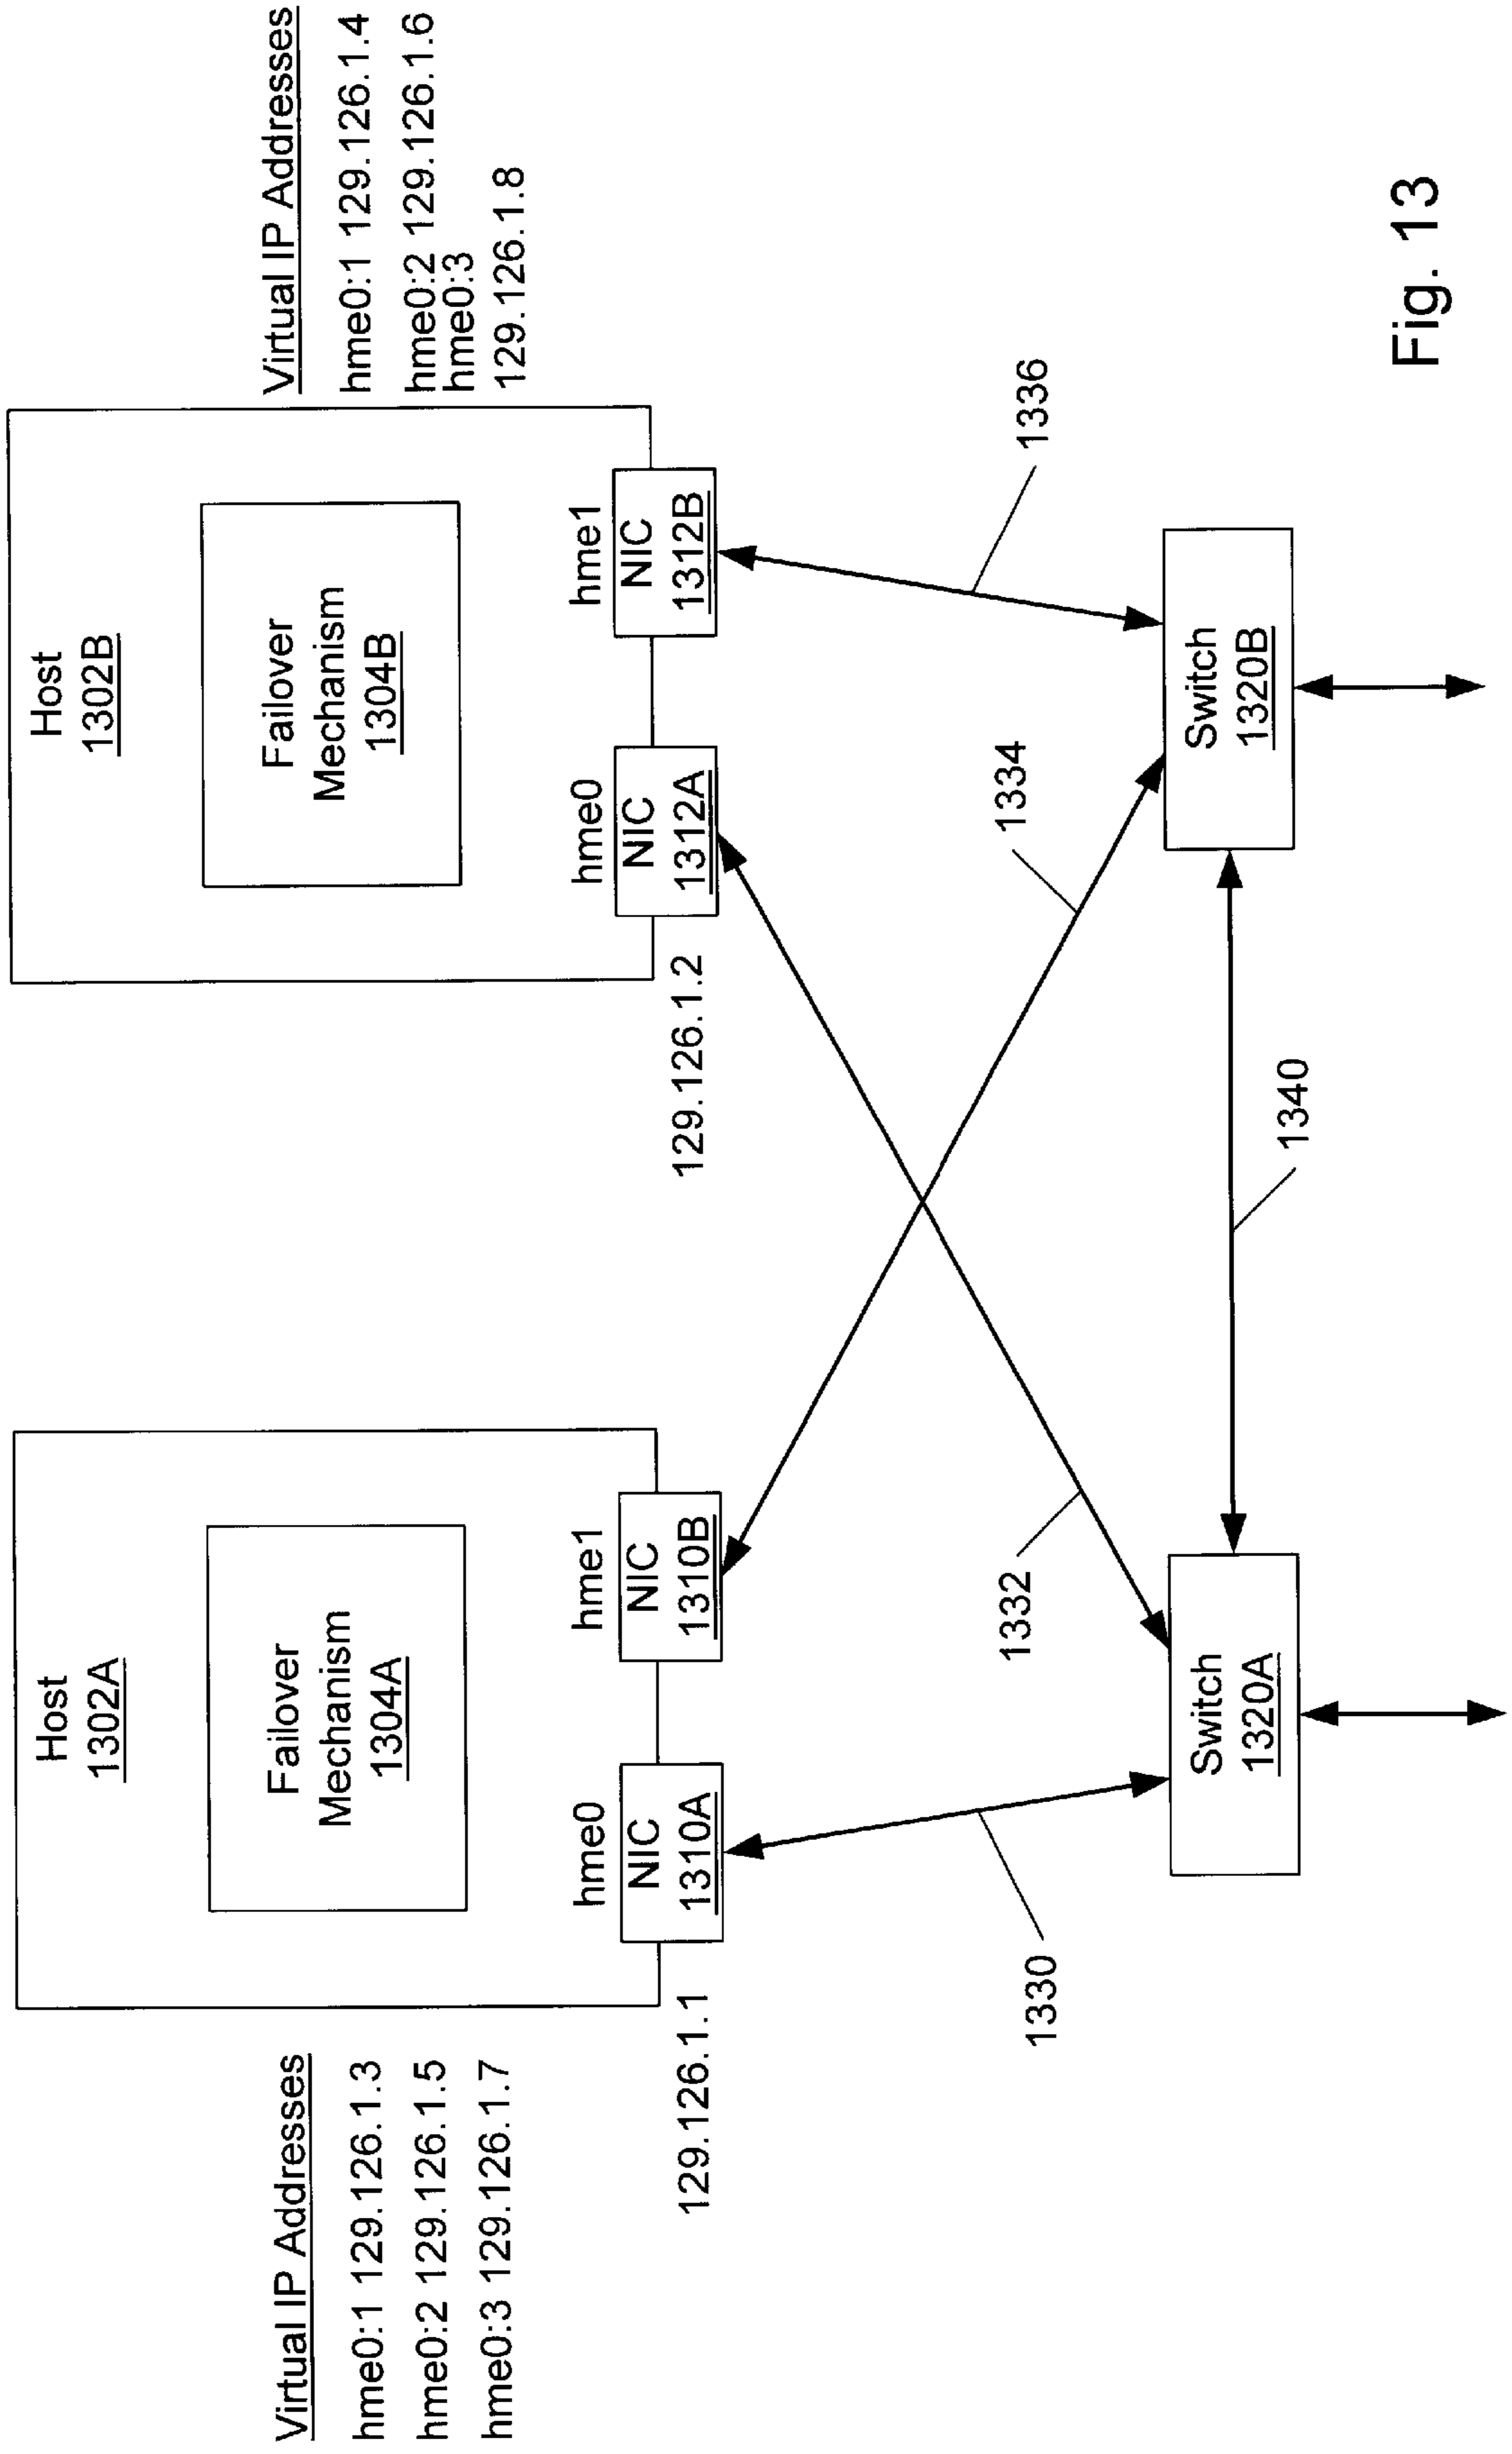 Virtual IP Addresses
hme0:1 129.126.1.3
hme0:2 129.126.1.5
hme0:3 129.126.1.7
Host
1302A
Failover
Mechanism
1304A
hme0
NIC
1310A
hme1
NIC
1310B
129.126.1.1
Host
1302B
Failover
Mechanism
1304B
hme0
NIC
1312A
hme1
NIC
1312B
129.126.1.2
Virtual IP Addresses
hme0:1 129.126.1.4
hme0:2 129.126.1.6
hme0:3
129.126.1.8
1330
1332
1334
1336
Switch
1320A
1340
Switch
1320B
Fig. 13